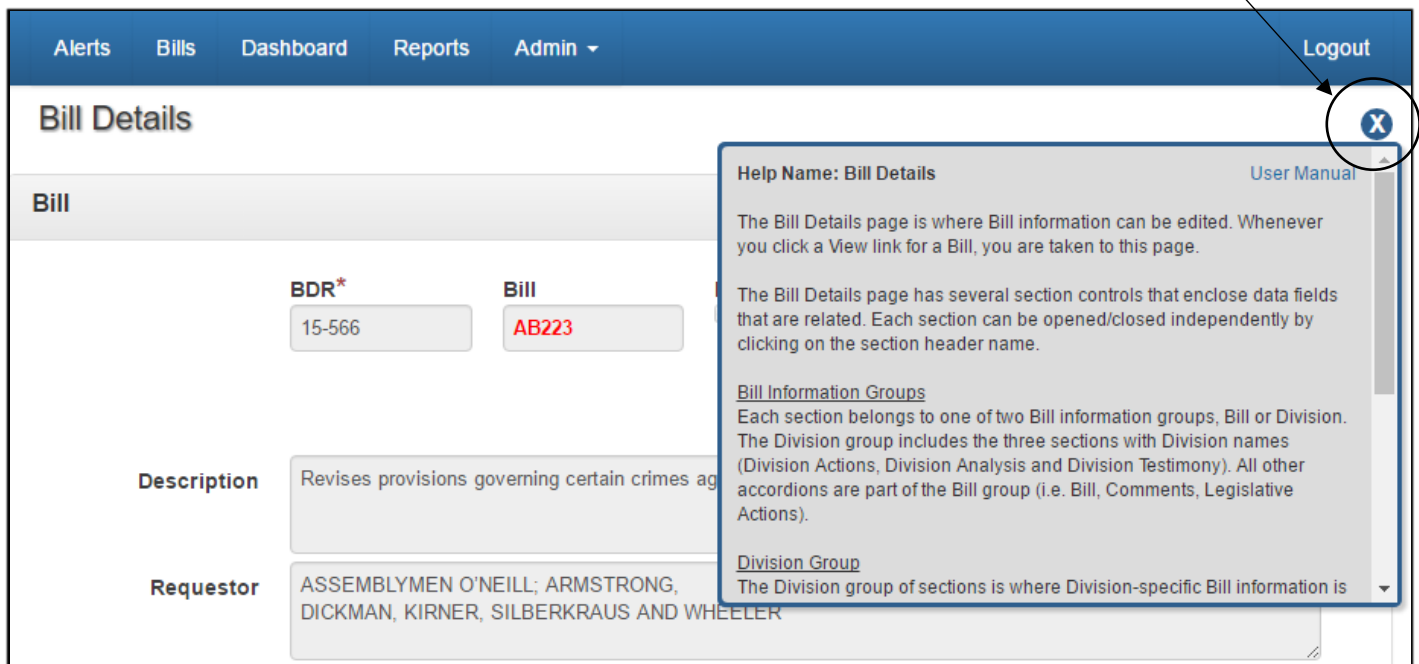 Alerts Bills Dashboard Reports Admin Logout
Bill Details
X
Help Name: Bill Details User Manual
The Bill Details page is where Bill information can be edited. Whenever
you click a View link for a Bill, you are taken to this page.
The Bill Details page has several section controls that enclose data fields
that are related. Each section can be opened/closed independently by
clicking on the section header name.
Bill Information Groups
Each section belongs to one of two Bill information groups, Bill or Division.
The Division group includes the three sections with Division names
(Division Actions, Division Analysis and Division Testimony). All other
accordions are part of the Bill group (i.e. Bill, Comments, Legislative
Actions).
Division Group
The Division group of sections is where Division-specific Bill information is
Bill
BDR* Bill
15-566 AB223
Description Revises provisions governing certain crimes ag
Requestor ASSEMBLYMEN O'NEILL; ARMSTRONG,
DICKMAN, KIRNER, SILBERKRAUS AND WHEELER